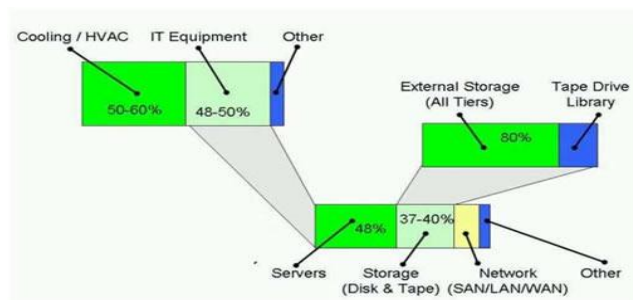 Cooling / HVAC
IT Equipment
Other
50-60%
48-50%
External Storage
(All Tiers)
Tape Drive
Library
80%
48%
37-40%
Servers
Storage
(Disk & Tape)
Network
(SAN/LAN/WAN)
Other